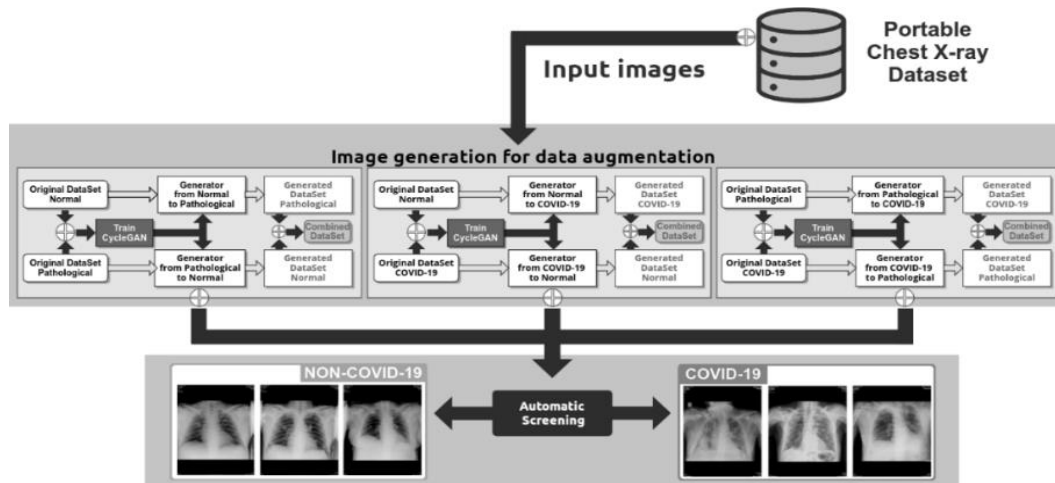 Portable
Chest X-ray
Dataset
Input images
Image generation for data augmentation
Original DataSet
Normal
Generator
from Normal
to Pathological
Generated
DataSet
Pathological
Train
CycleGAN
Combined
DataSet
Original DataSet
Pathological
Generator
from Pathological
to Normal
Generated
DataSet
Normal
Original DataSet
Normal
Generator
from Normal
to COVID-19
Generated
DataSet
COVID-19
Train
CycleGAN
Combined
DataSet
Original DataSet
COVID-19
Generator
from COVID-19
to Normal
Generated
DataSet
Normal
Original DataSet
Pathological
Generator
from Pathological
to COVID-19
Generated
DataSet
COVID-19
Train
CycleGAN
Combined
DataSet
Original DataSet
COVID-19
Generator
from COVID-19
to Pathological
Generated
DataSet
Pathological
NON-COVID-19
Automatic
Screening
COVID-19